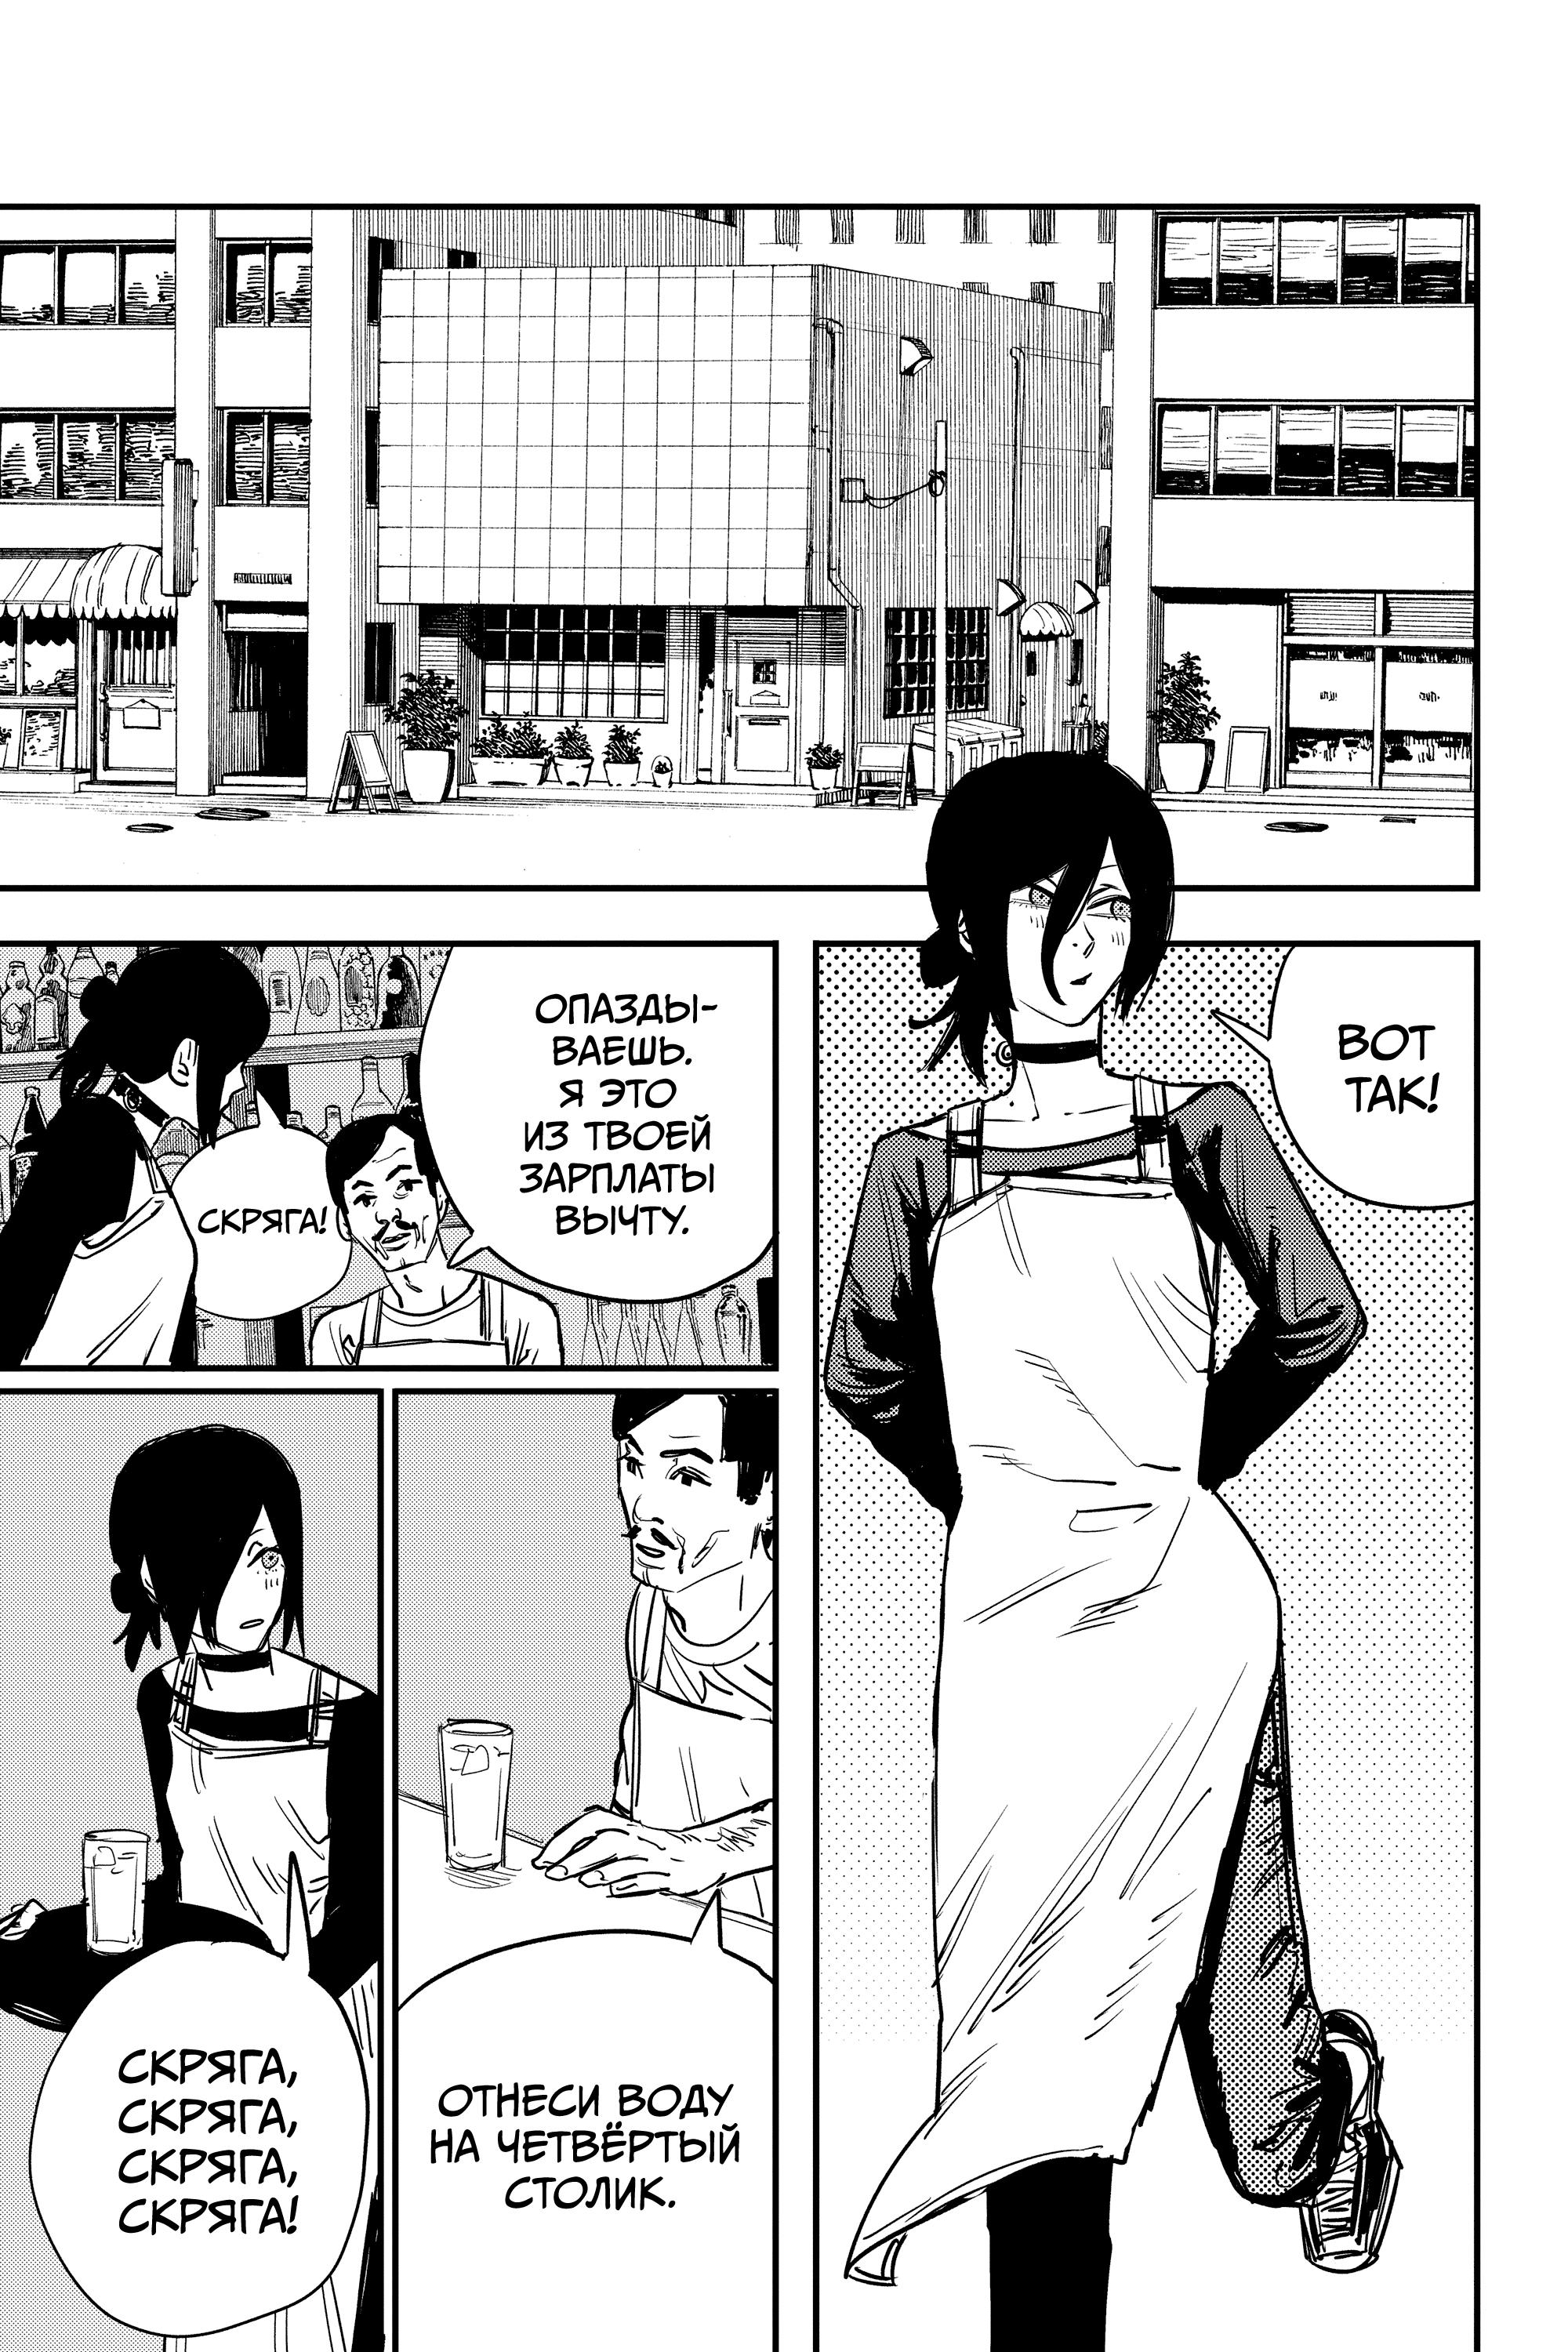 ВОТ
ТАК!
ОПАЗДЫ-
ВАЕШЬ.
Я ЭТО
ИЗ ТВОЕЙ
ЗАРПЛАТЫ
ВЫЧТУ.
СКРЯГА!
ОТНЕСИ ВОДУ
НА ЧЕТВЁРТЫЙ
СТОЛИК.
СКРЯГА,
СКРЯГА,
СКРЯГА,
СКРЯГА!